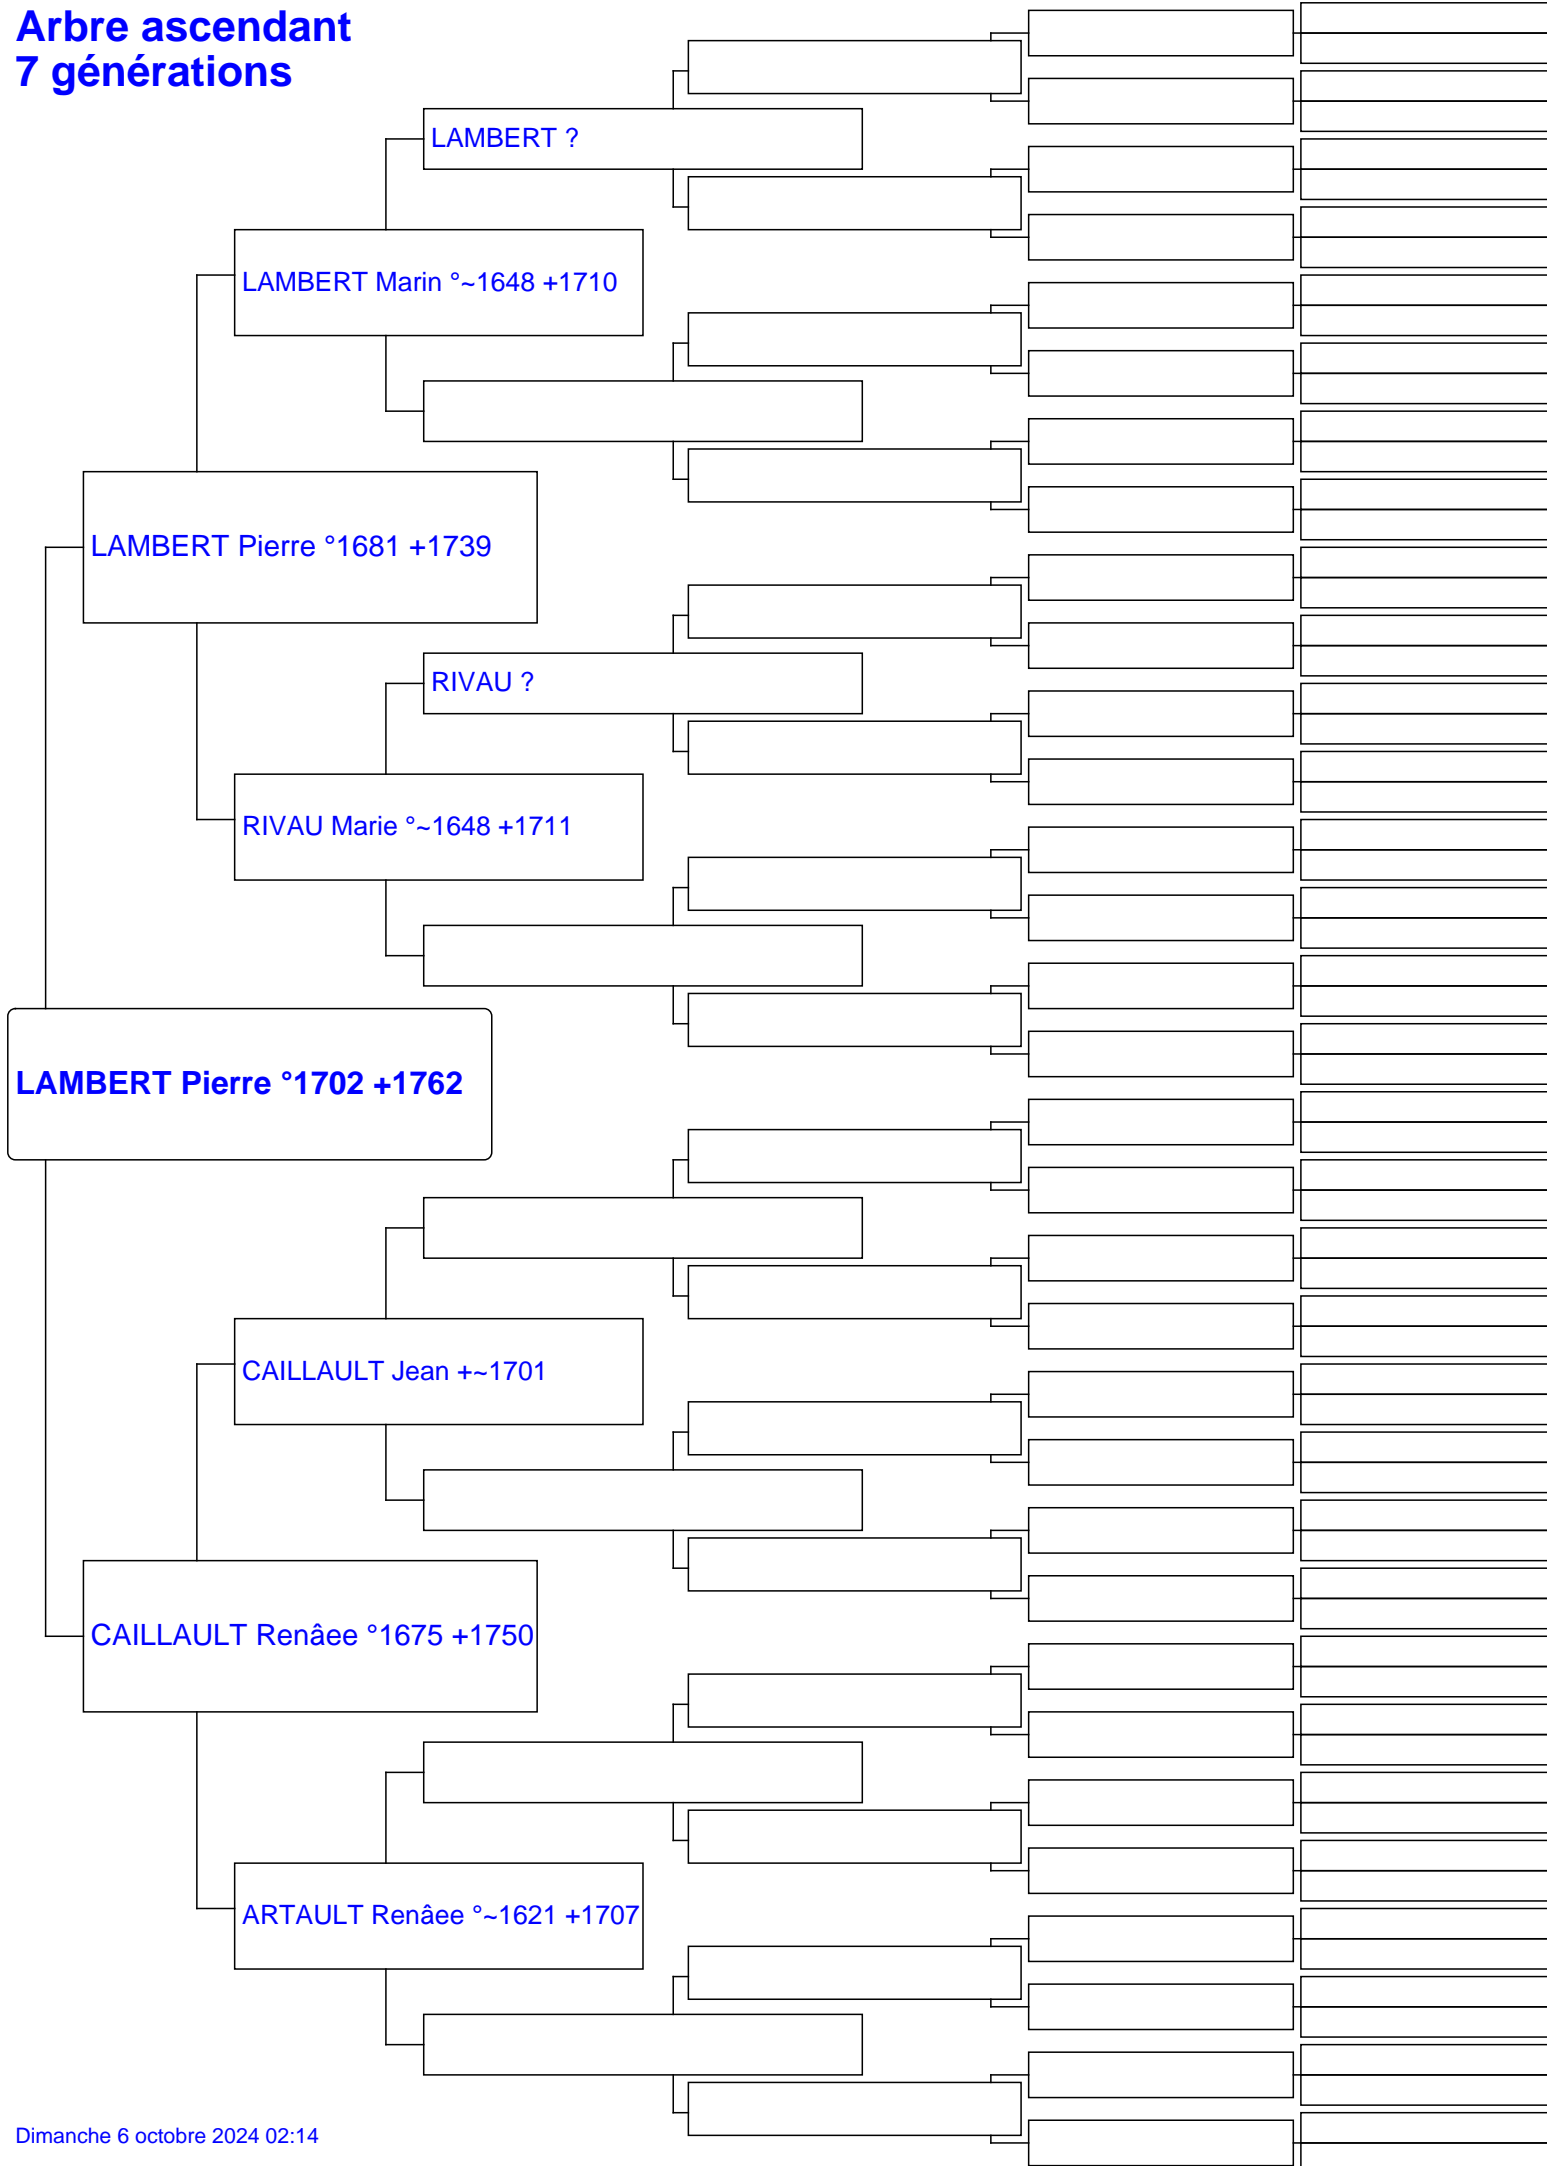 Arbre ascendant
7 générations
LAMBERT ?
LAMBERT Marin °~1648 +1710
LAMBERT Pierre °1681 +1739
RIVAU ?
RIVAU Marie °~1648 +1711
LAMBERT Pierre °1702 +1762
CAILLAULT Jean +~1701
CAILLAULT Renâee °1675 +1750
ARTAULT Renâee °~1621 +1707
Dimanche 6 octobre 2024 02:14